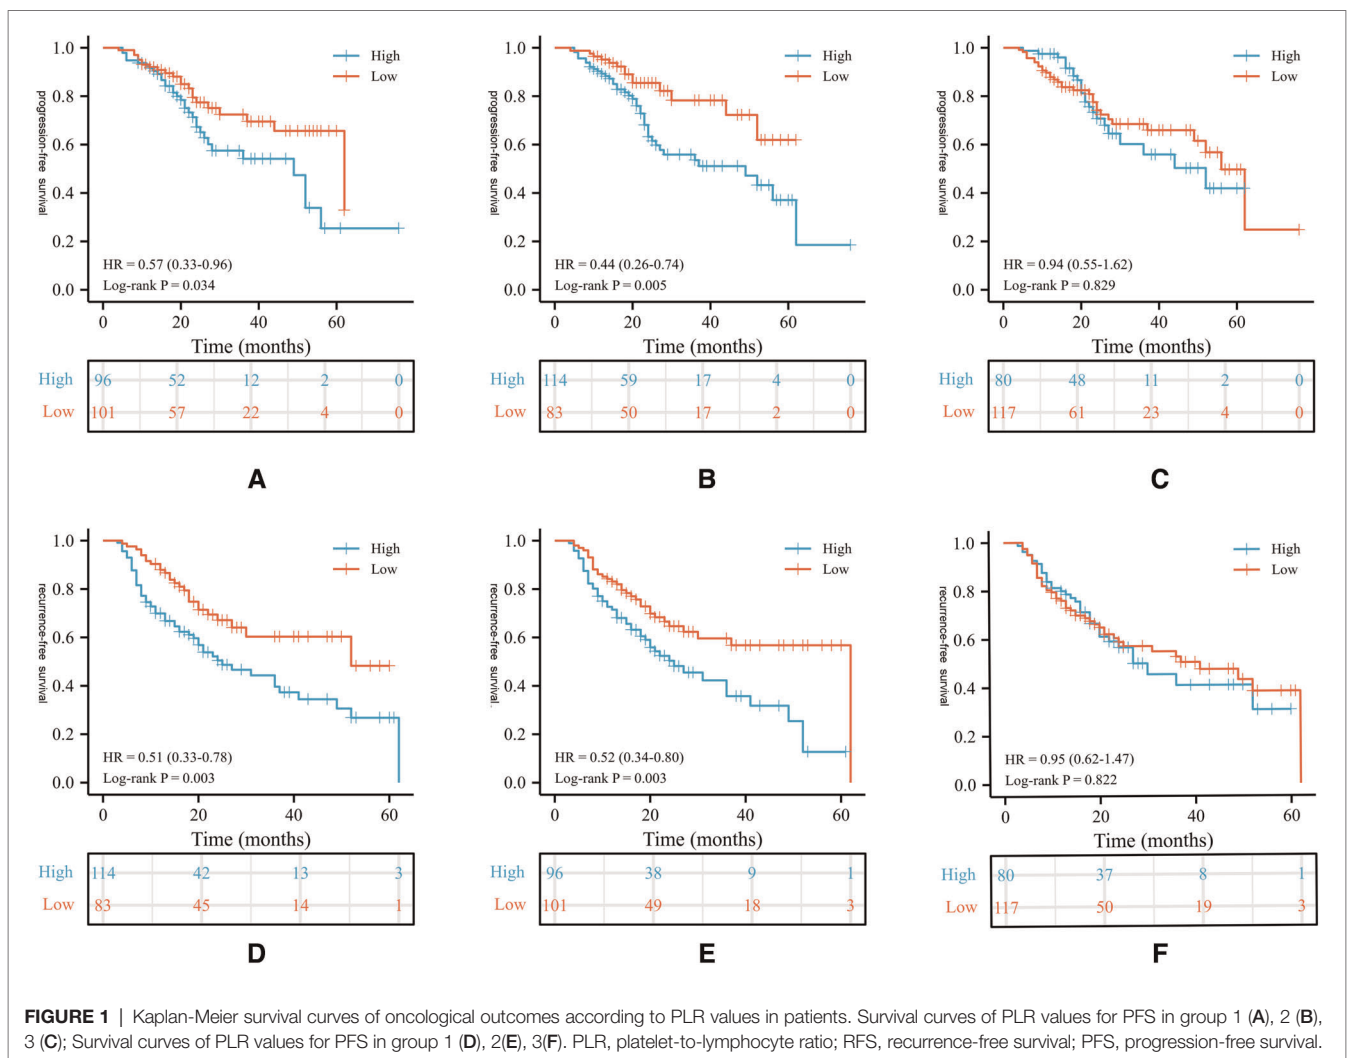 1.0
0.8
0.6
0.4
0.2
0.0
progression-free survival
High
Low
HR = 0.57 (0.33-0.96)
Log-rank P = 0.034
0 20 40 60
Time (months)
High 96 52 12 2 0
Low 101 57 22 4 0
A
1.0
0.8
0.6
0.4
0.2
0.0
progression-free survival
High
Low
HR = 0.44 (0.26-0.74)
Log-rank P = 0.005
0 20 40 60
Time (months)
High 114 59 17 4 0
Low 83 50 17 2 0
B
1.0
0.8
0.6
0.4
0.2
0.0
progression-free survival
High
Low
HR = 0.94 (0.55-1.62)
Log-rank P = 0.829
0 20 40 60
Time (months)
High 80 48 11 2 0
Low 117 61 23 4 0
C
1.0
0.8
0.6
0.4
0.2
0.0
recurrence-free survival
High
Low
HR = 0.51 (0.33-0.78)
Log-rank P = 0.003
0 20 40 60
Time (months)
High 114 42 13 3
Low 83 45 14 1
D
1.0
0.8
0.6
0.4
0.2
0.0
recurrence-free survival.
High
Low
HR = 0.52 (0.34-0.80)
Log-rank P = 0.003
0 20 40 60
Time (months)
High 96 38 9 1
Low 101 49 18 3
E
1.0
0.8
0.6
0.4
0.2
0.0
recurrence-free survival
High
Low
HR = 0.95 (0.62-1.47)
Log-rank P = 0.822
0 20 40 60
Time (months)
High 80 37 8 1
Low 117 50 19 3
F
FIGURE 1 | Kaplan-Meier survival curves of oncological outcomes according to PLR values in patients. Survival curves of PLR values for PFS in group 1 (A), 2 (B),
3 (C); Survival curves of PLR values for PFS in group 1 (D), 2(E), 3(F). PLR, platelet-to-lymphocyte ratio; RFS, recurrence-free survival; PFS, progression-free survival.